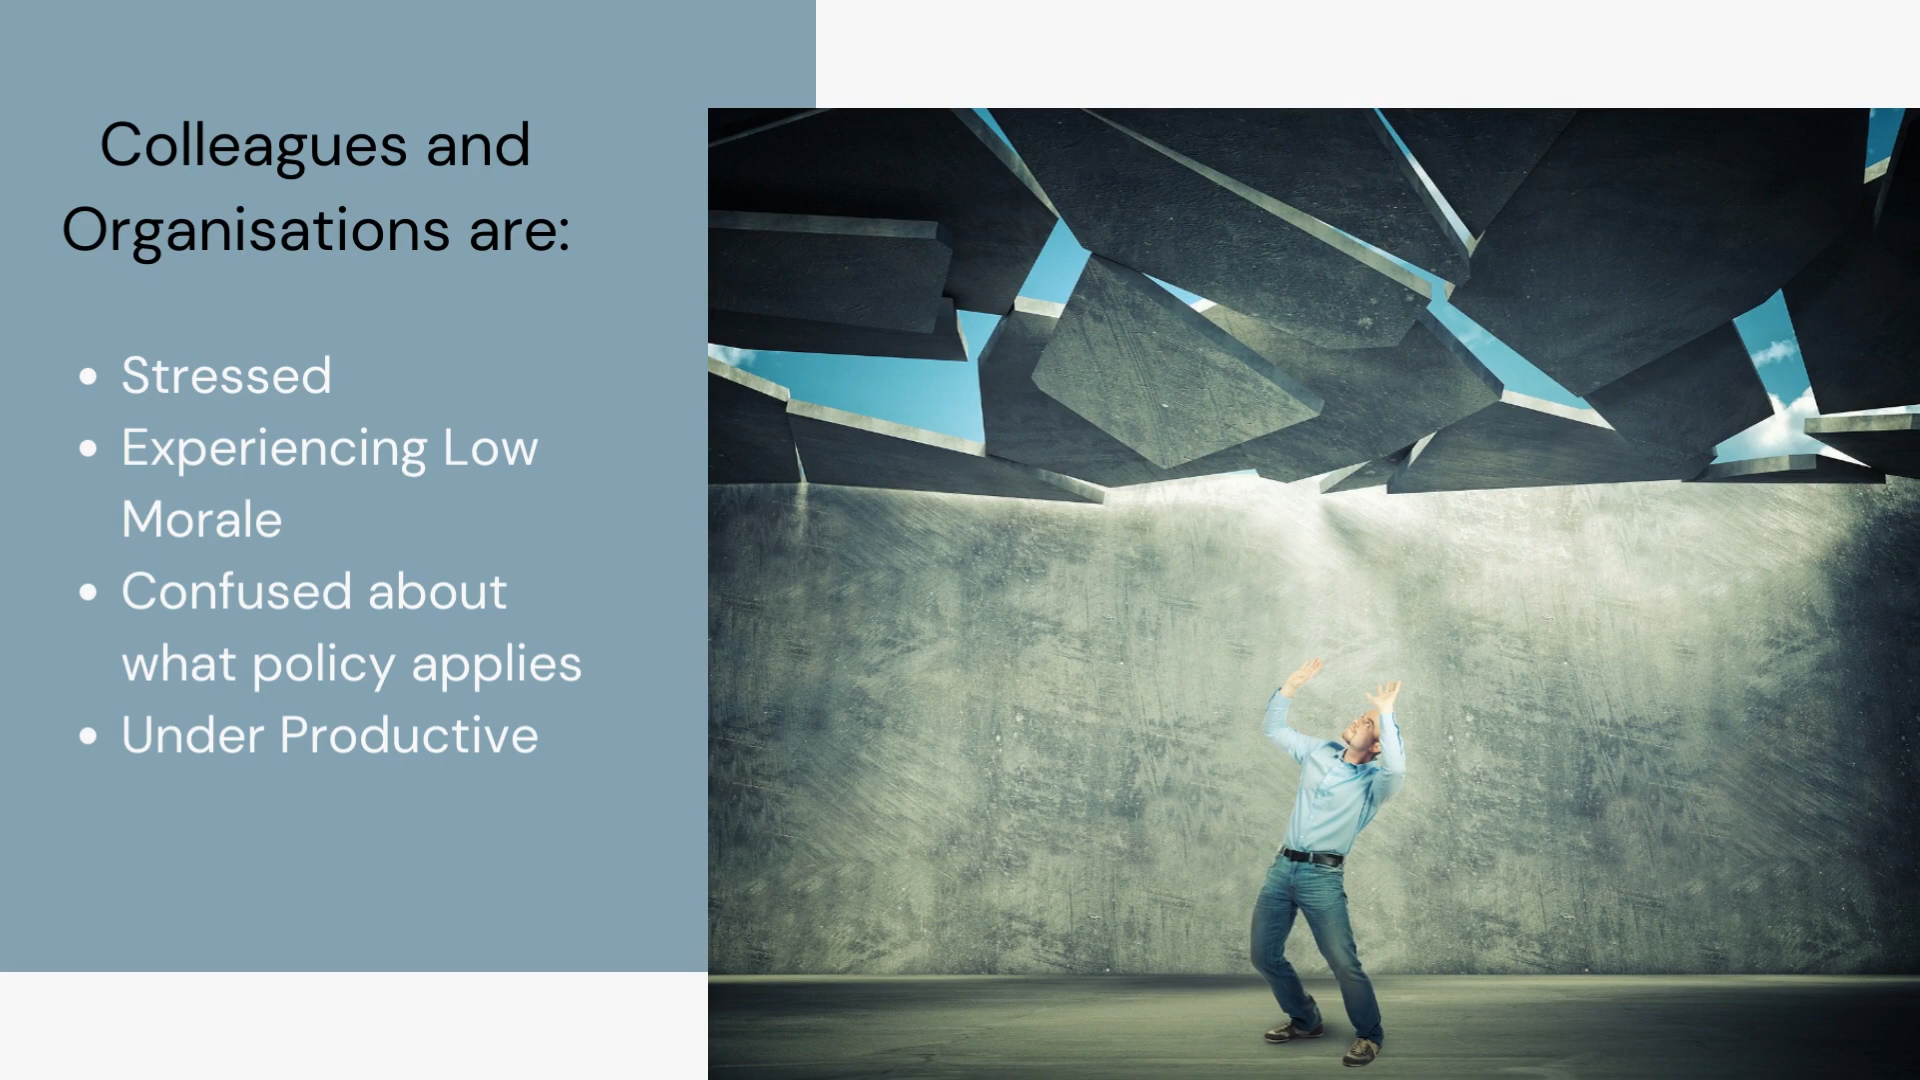 Colleagues and
Organisations are:
• Stressed
• Experiencing Low
Morale
• Confused about
what policy applies
• Under Productive